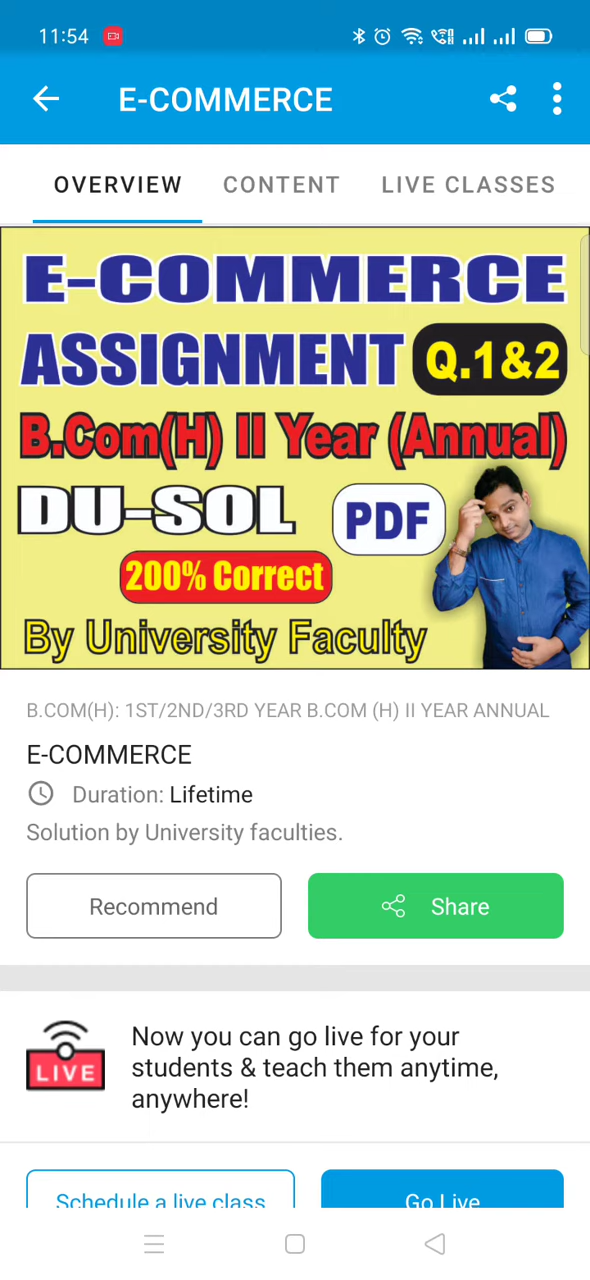 11:54
E-COMMERCE
OVERVIEW CONTENT LIVE CLASSES
E-COMMERCE
ASSIGNMENT Q.1&2
B.Com(H) II Year (Annual)
DU-SOL PDF
200% Correct
By University Faculty
B.COM(H): 1ST/2ND/3RD YEAR B.COM (H) II YEAR ANNUAL
E-COMMERCE
Duration: Lifetime
Solution by University faculties.
Recommend Share
LIVE
Now you can go live for your
students & teach them anytime,
anywhere!
Schedule a live class Go Live